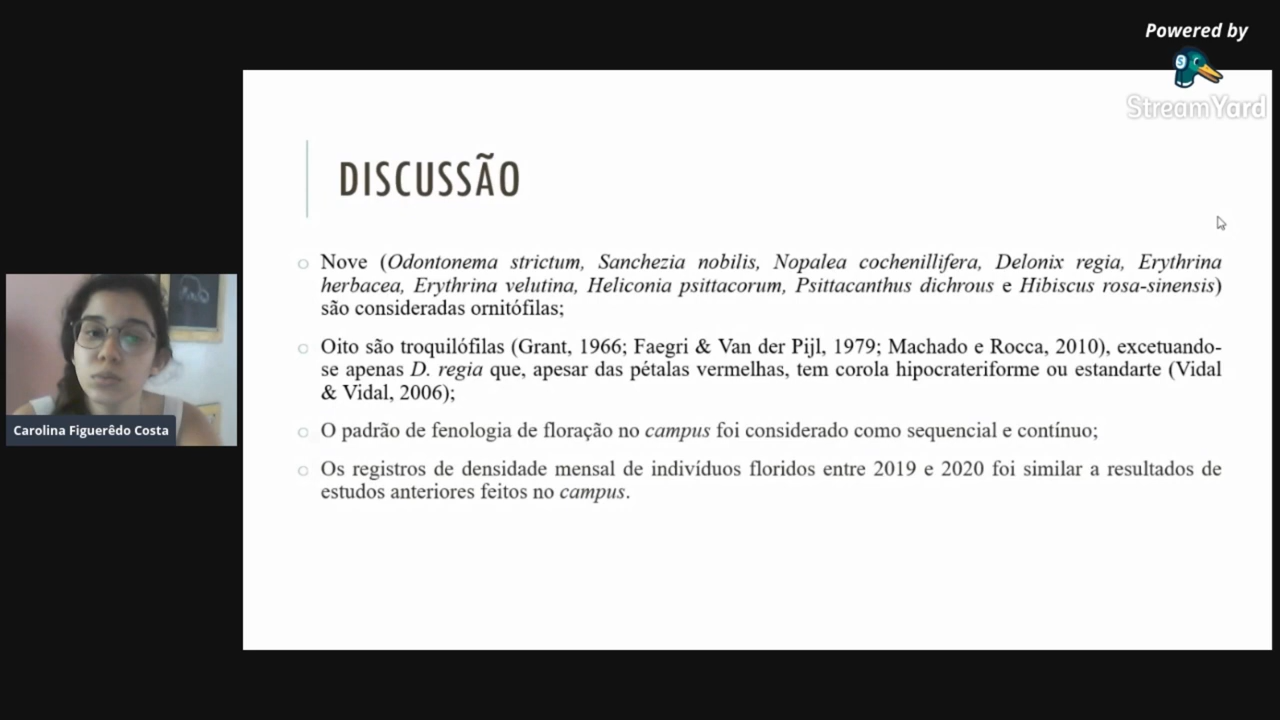 Powered by
StreamYard
DISCUSSÃO
Nove (Odontonema strictum, Sanchezia nobilis, Nopalea cochenillifera, Delonix regia, Erythrina
herbacea, Erythrina velutina, Heliconia psittacorum, Psittacanthus dichrous e Hibiscus rosa-sinensis)
são consideradas ornitófilas;
Oito são troquilófilas (Grant, 1966; Faegri & Van der Pijl, 1979; Machado e Rocca, 2010), excetuando-
se apenas D. regia que, apesar das pétalas vermelhas, tem corola hipocrateriforme ou estandarte (Vidal
& Vidal, 2006);
O padrão de fenologia de floração no campus foi considerado como sequencial e contínuo;
Os registros de densidade mensal de indivíduos floridos entre 2019 e 2020 foi similar a resultados de
estudos anteriores feitos no campus.
Carolina Figuerêdo Costa